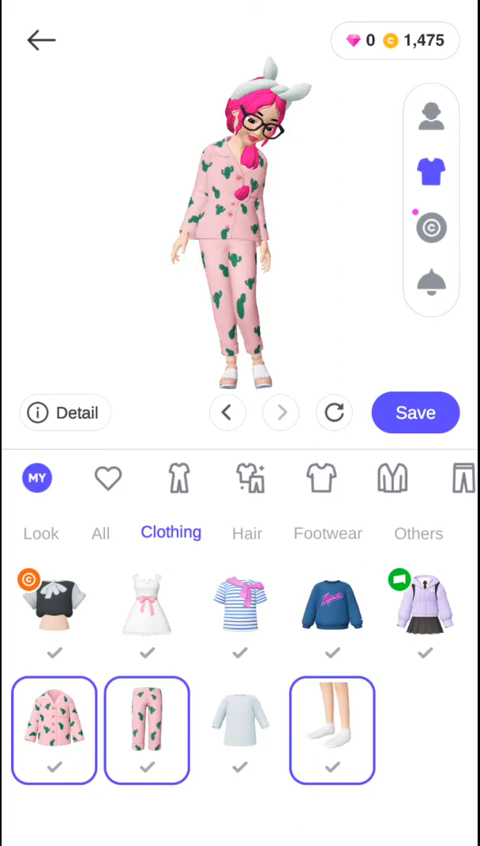 0 C 1,475
C
Detail
Save
MY
Look All Clothing Hair Footwear Others
C